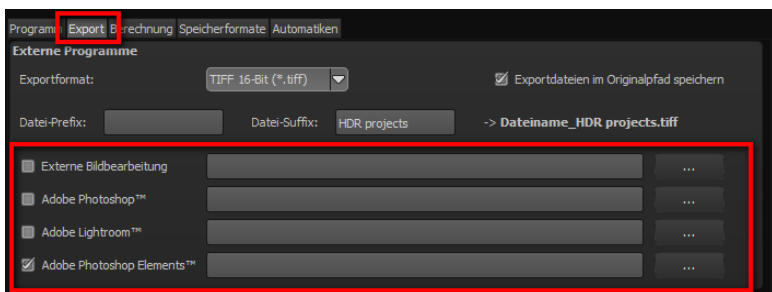 Programm Export Berechnung Speicherformate Automatiken
Externe Programme
Exportformat: TIFF 16-Bit (*.tiff) Exportdateien im Originalpfad speichern
Datei-Prefix: Datei-Suffix: HDR projects -> Dateiname_HDR projects.tiff
Externe Bildbearbeitung ...
Adobe Photoshop™ ...
Adobe Lightroom™ ...
Adobe Photoshop Elements™ ...